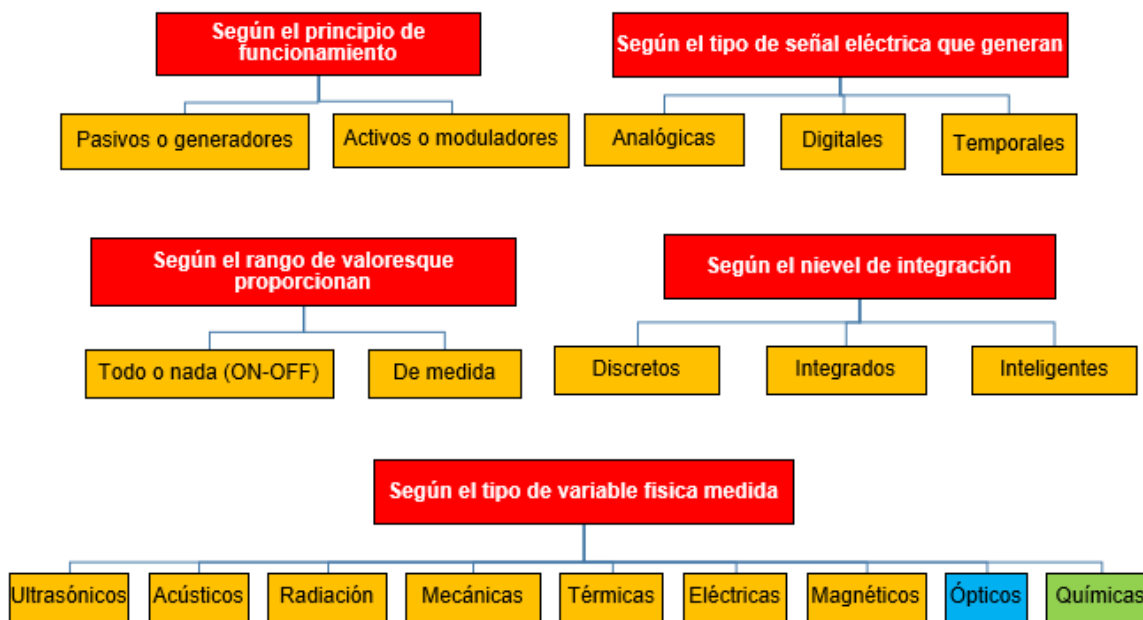 Según el principio de
funcionamiento
Según el tipo de señal eléctrica que generan
Pasivos o generadores
Activos o moduladores
Analógicas
Digitales
Temporales
Según el rango de valoresque
proporcionan
Según el nievel de integración
Todo o nada (ON-OFF)
De medida
Discretos
Integrados
Inteligentes
Según el tipo de variable fisica medida
Ultrasónicos
Acústicos
Radiación
Mecánicas
Térmicas
Eléctricas
Magnéticos
Ópticos
Químicas